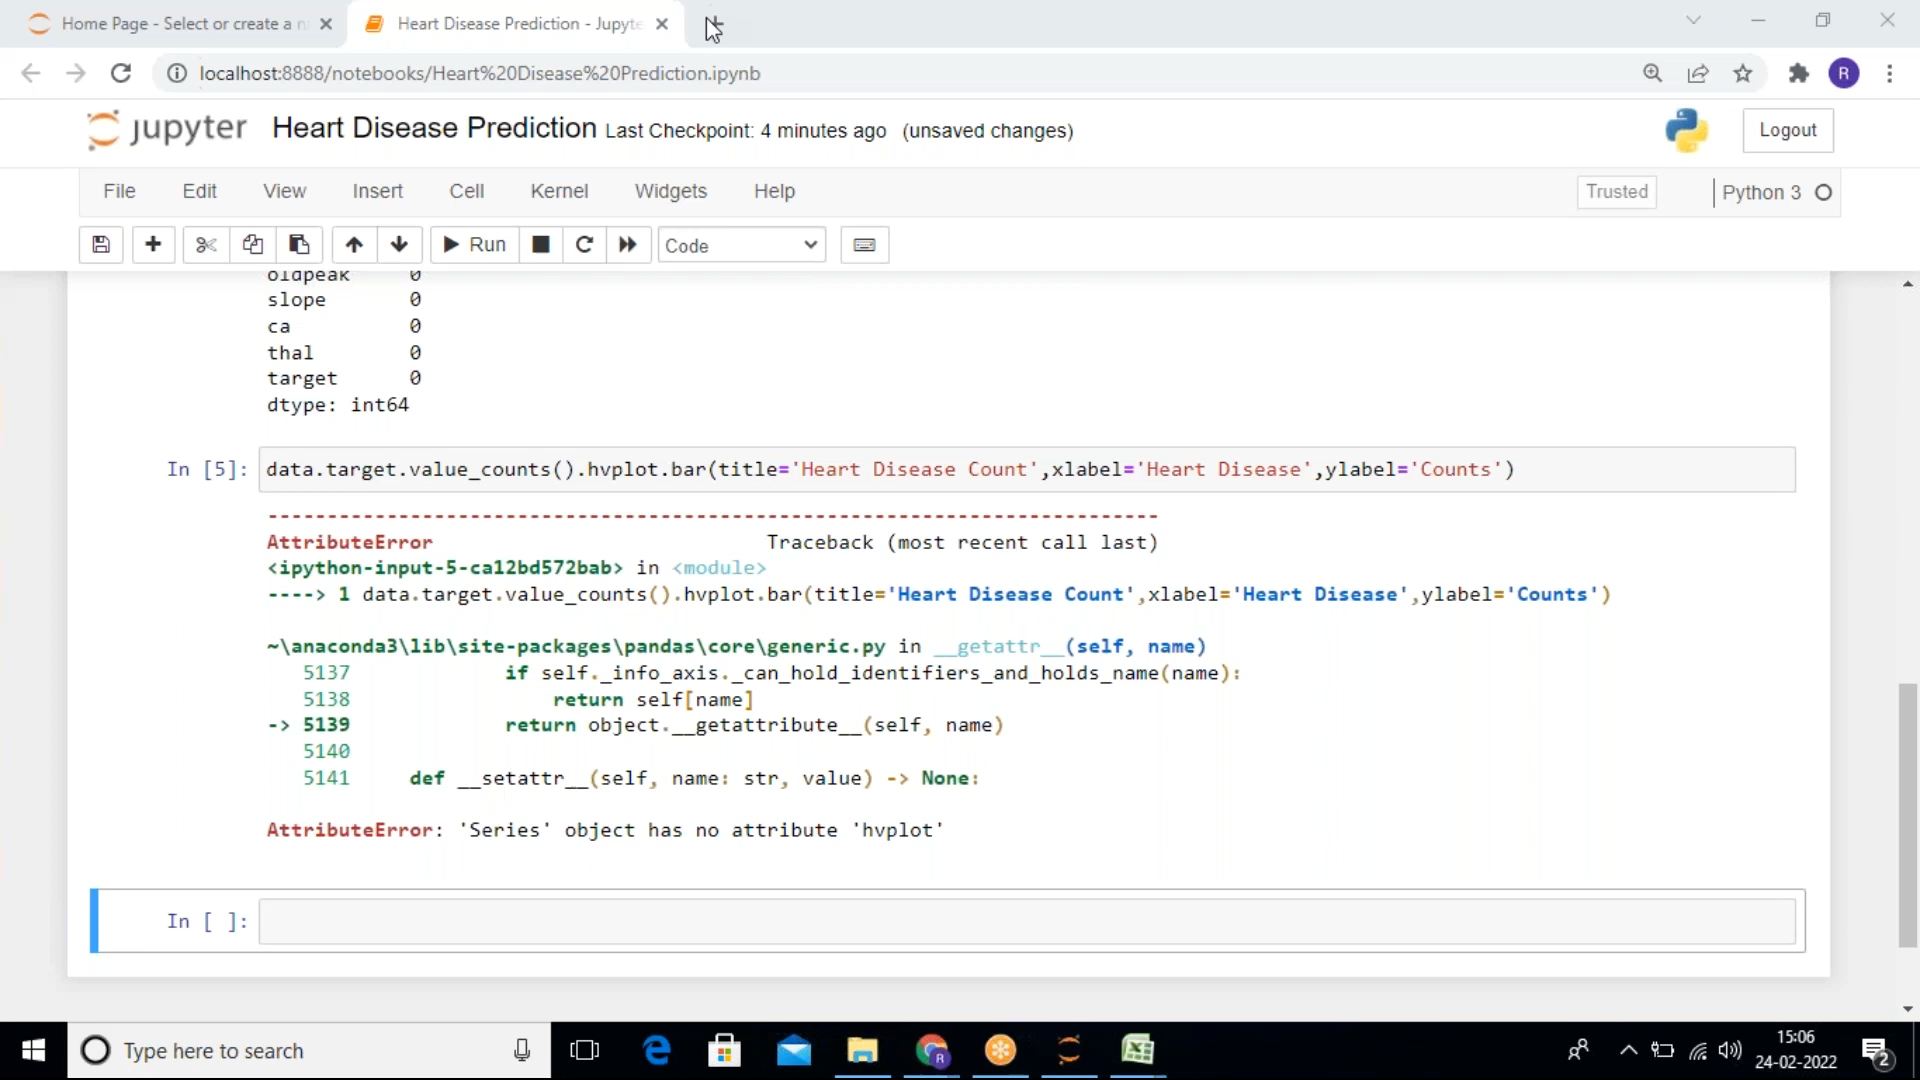 Home Page - Select or create a n
Heart Disease Prediction - Jupyte
localhost:8888/notebooks/Heart%20Disease%20Prediction.ipynb
R
jupyter Heart Disease Prediction Last Checkpoint: 4 minutes ago (unsaved changes)
Logout
File Edit View Insert Cell Kernel Widgets Help
Trusted Python 3
Run Code
oldpeak 0
slope 0
ca 0
thal 0
target 0
dtype: int64
In [5]: data.target.value_counts().hvplot.bar(title='Heart Disease Count',xlabel='Heart Disease',ylabel='Counts')
---------------------------------------------------------------------------
AttributeError Traceback (most recent call last)
<ipython-input-5-ca12bd572bab> in <module>
----> 1 data.target.value_counts().hvplot.bar(title='Heart Disease Count',xlabel='Heart Disease',ylabel='Counts')
~\anaconda3\lib\site-packages\pandas\core\generic.py in __getattr__(self, name)
5137 if self._info_axis._can_hold_identifiers_and_holds_name(name):
5138 return self[name]
-> 5139 return object.__getattribute__(self, name)
5140
5141 def __setattr__(self, name: str, value) -> None:
AttributeError: 'Series' object has no attribute 'hvplot'
In [ ]:
Type here to search
R
15:06
24-02-2022
2